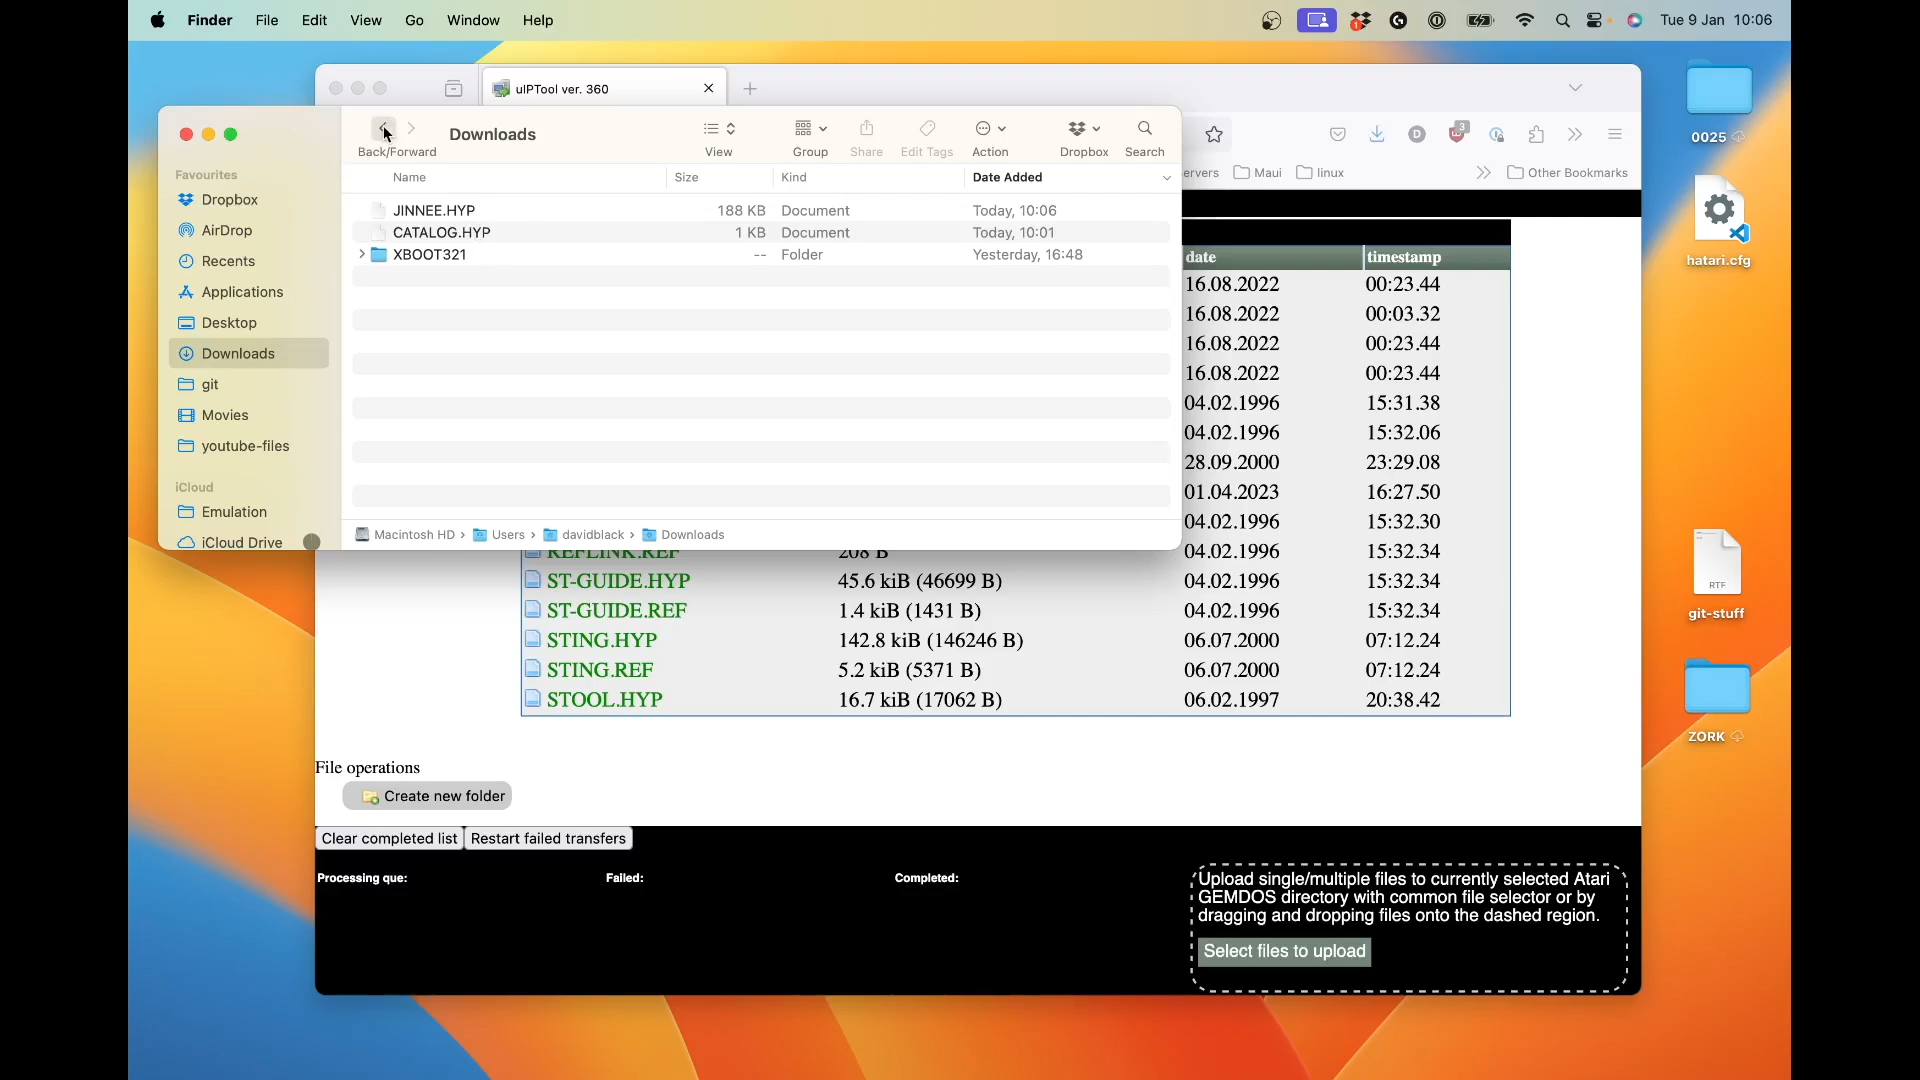 Finder File Edit View Go Window Help
1
Tue 9 Jan 10:06
uIPTool ver. 360
Downloads
Back/Forward
View
Group
Share
Edit Tags
Action
Dropbox
Search
3
ervers
Maui
linux
Other Bookmarks
Favourites
Dropbox
AirDrop
Recents
Applications
Desktop
Downloads
git
Movies
youtube-files
iCloud
Emulation
iCloud Drive
Name Size Kind Date Added
JINNEE.HYP 188 KB Document Today, 10:06
CATALOG.HYP 1 KB Document Today, 10:01
XBOOT321 -- Folder Yesterday, 16:48
Macintosh HD › Users › davidblack › Downloads
date timestamp
16.08.2022 00:23.44
16.08.2022 00:03.32
16.08.2022 00:23.44
16.08.2022 00:23.44
04.02.1996 15:31.38
04.02.1996 15:32.06
28.09.2000 23:29.08
01.04.2023 16:27.50
04.02.1996 15:32.30
REFLINK.REF 208 B 04.02.1996 15:32.34
ST-GUIDE.HYP 45.6 kiB (46699 B) 04.02.1996 15:32.34
ST-GUIDE.REF 1.4 kiB (1431 B) 04.02.1996 15:32.34
STING.HYP 142.8 kiB (146246 B) 06.07.2000 07:12.24
STING.REF 5.2 kiB (5371 B) 06.07.2000 07:12.24
STOOL.HYP 16.7 kiB (17062 B) 06.02.1997 20:38.42
File operations
Create new folder
Clear completed list Restart failed transfers
Processing que: Failed: Completed:
Upload single/multiple files to currently selected Atari
GEMDOS directory with common file selector or by
dragging and dropping files onto the dashed region.
Select files to upload
0025
hatari.cfg
RTF
git-stuff
ZORK